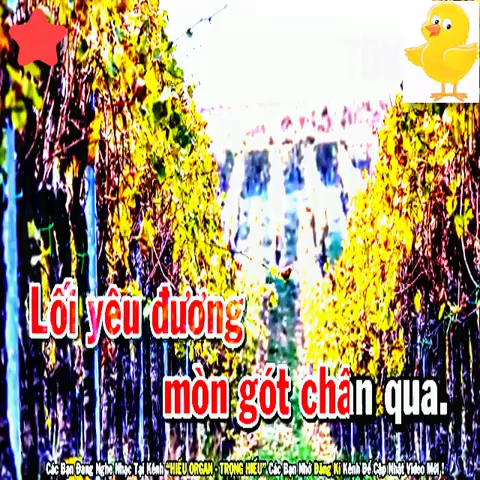 Lối yêu đương
mòn gót chân qua.
Các Bạn Đang Nghe Nhạc Tại Kênh "HIẾU ORGAN - TRỌNG HIẾU" Các Bạn Nhớ Đăng Kí Kênh Để Cập Nhật Video Mới !